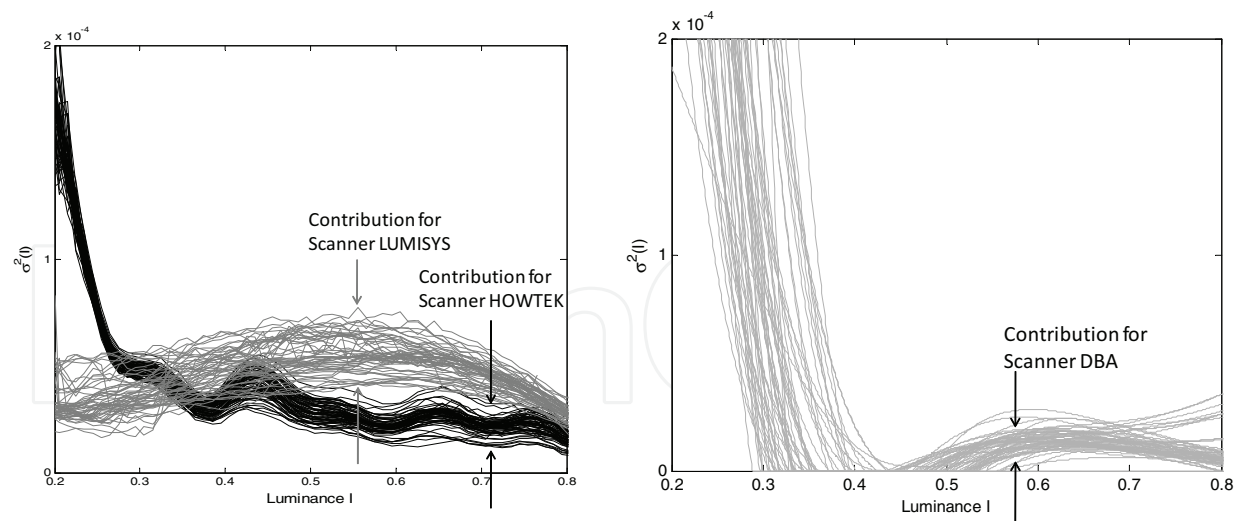 x 10⁻⁴
2
1
0
σ²(I)
Contribution for
Scanner LUMISYS
Contribution for
Scanner HOWTEK
0.2 0.3 0.4 0.5 0.6 0.7 0.8
Luminance I
x 10⁻⁴
2
1
0
σ²(I)
Contribution for
Scanner DBA
0.2 0.3 0.4 0.5 0.6 0.7 0.8
Luminance I